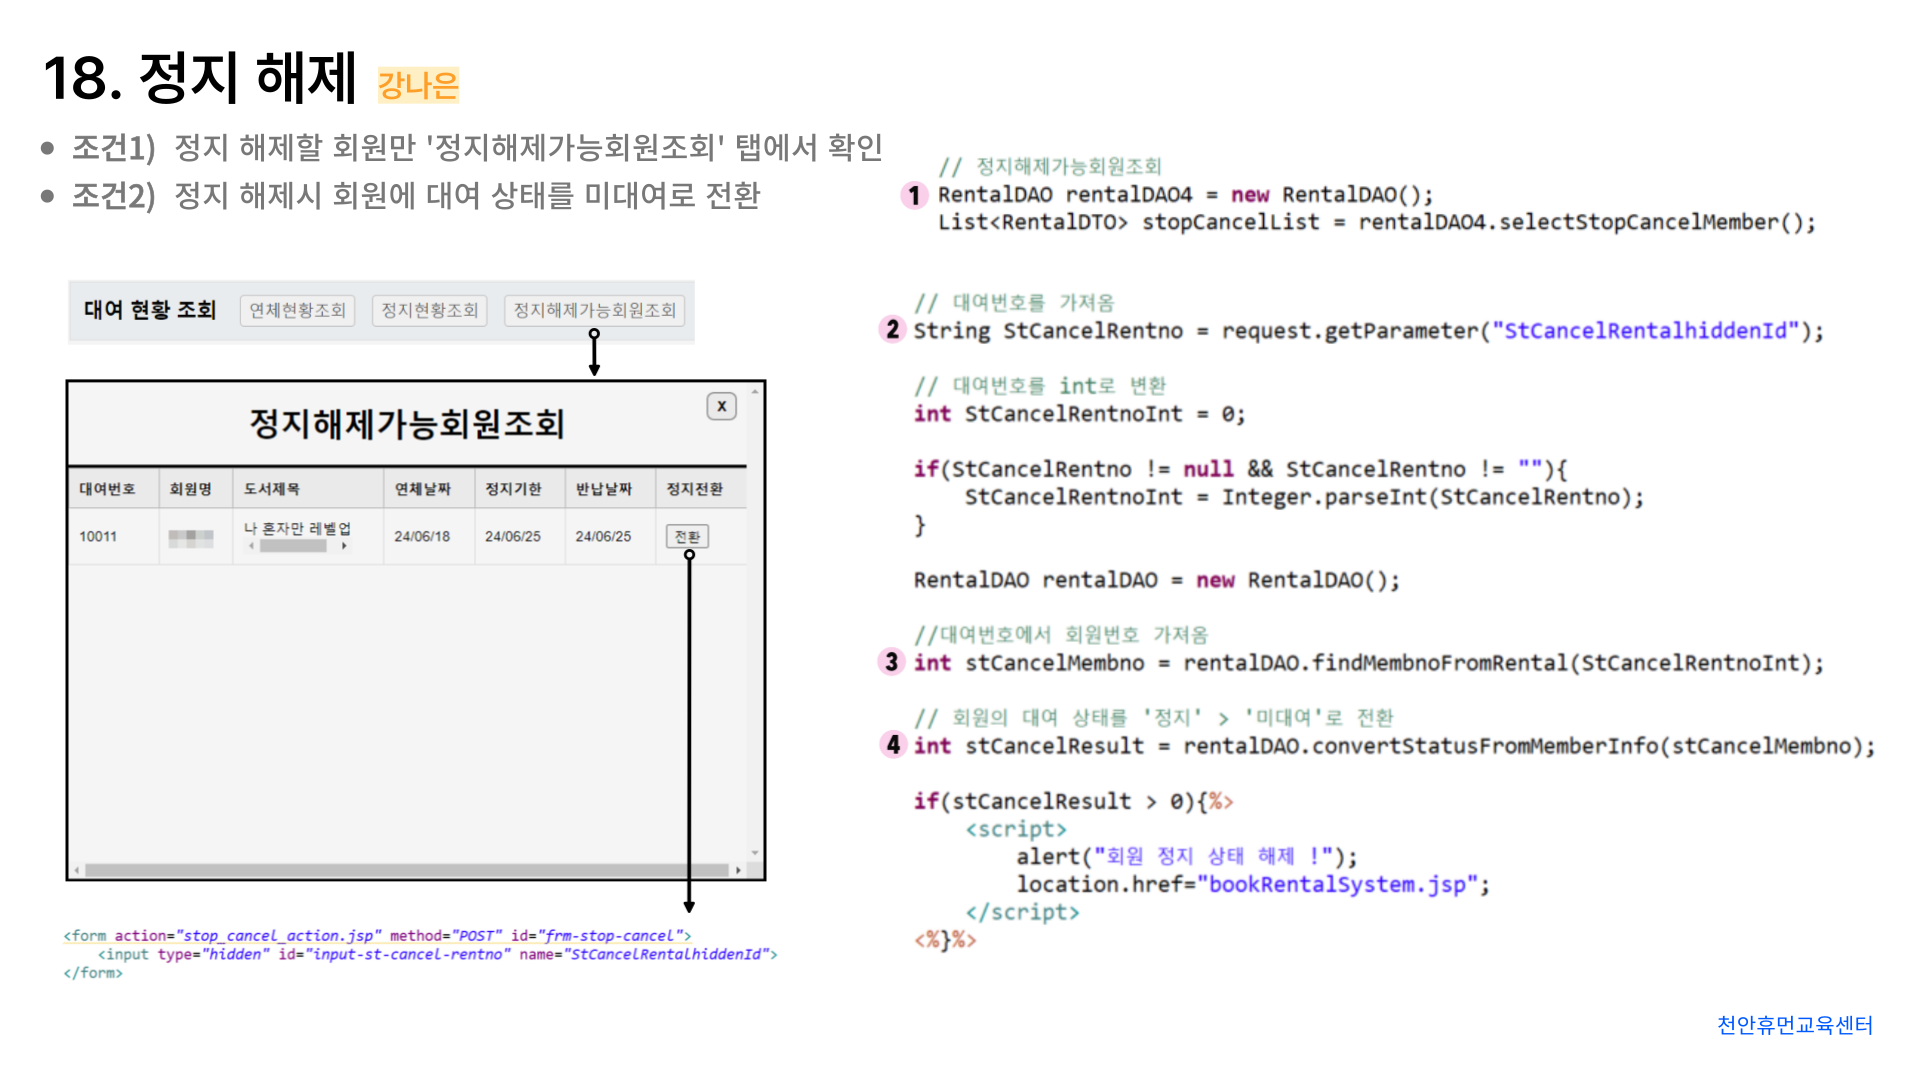 18. 정지 해제 강나은
• 조건1) 정지 해제할 회원만 '정지해제가능회원조회' 탭에서 확인
• 조건2) 정지 해제시 회원에 대여 상태를 미대여로 전환
대여 현황 조회 연체현황조회 정지현황조회 정지해제가능회원조회
정지해제가능회원조회 X
대여번호 회원명 도서제목 연체날짜 정지기한 반납날짜 정지전환
10011 나 혼자만 레벨업 24/06/18 24/06/25 24/06/25 전환
<form action="stop_cancel_action.jsp" method="POST" id="frm-stop-cancel">
<input type="hidden" id="input-st-cancel-rentno" name="StCancelRentalhiddenId">
</form>
// 정지해제가능회원조회
1 RentalDAO rentalDAO4 = new RentalDAO();
List<RentalDTO> stopCancelList = rentalDAO4.selectStopCancelMember();
// 대여번호를 가져옴
2 String StCancelRentno = request.getParameter("StCancelRentalhiddenId");
// 대여번호를 int로 변환
int StCancelRentnoInt = 0;
if(StCancelRentno != null && StCancelRentno != ""){
StCancelRentnoInt = Integer.parseInt(StCancelRentno);
}
RentalDAO rentalDAO = new RentalDAO();
//대여번호에서 회원번호 가져옴
3 int stCancelMembno = rentalDAO.findMembnoFromRental(StCancelRentnoInt);
// 회원의 대여 상태를 '정지' > '미대여'로 전환
4 int stCancelResult = rentalDAO.convertStatusFromMemberInfo(stCancelMembno);
if(stCancelResult > 0){%>
<script>
alert("회원 정지 상태 해제 !");
location.href="bookRentalSystem.jsp";
</script>
<%}%>
천안휴먼교육센터